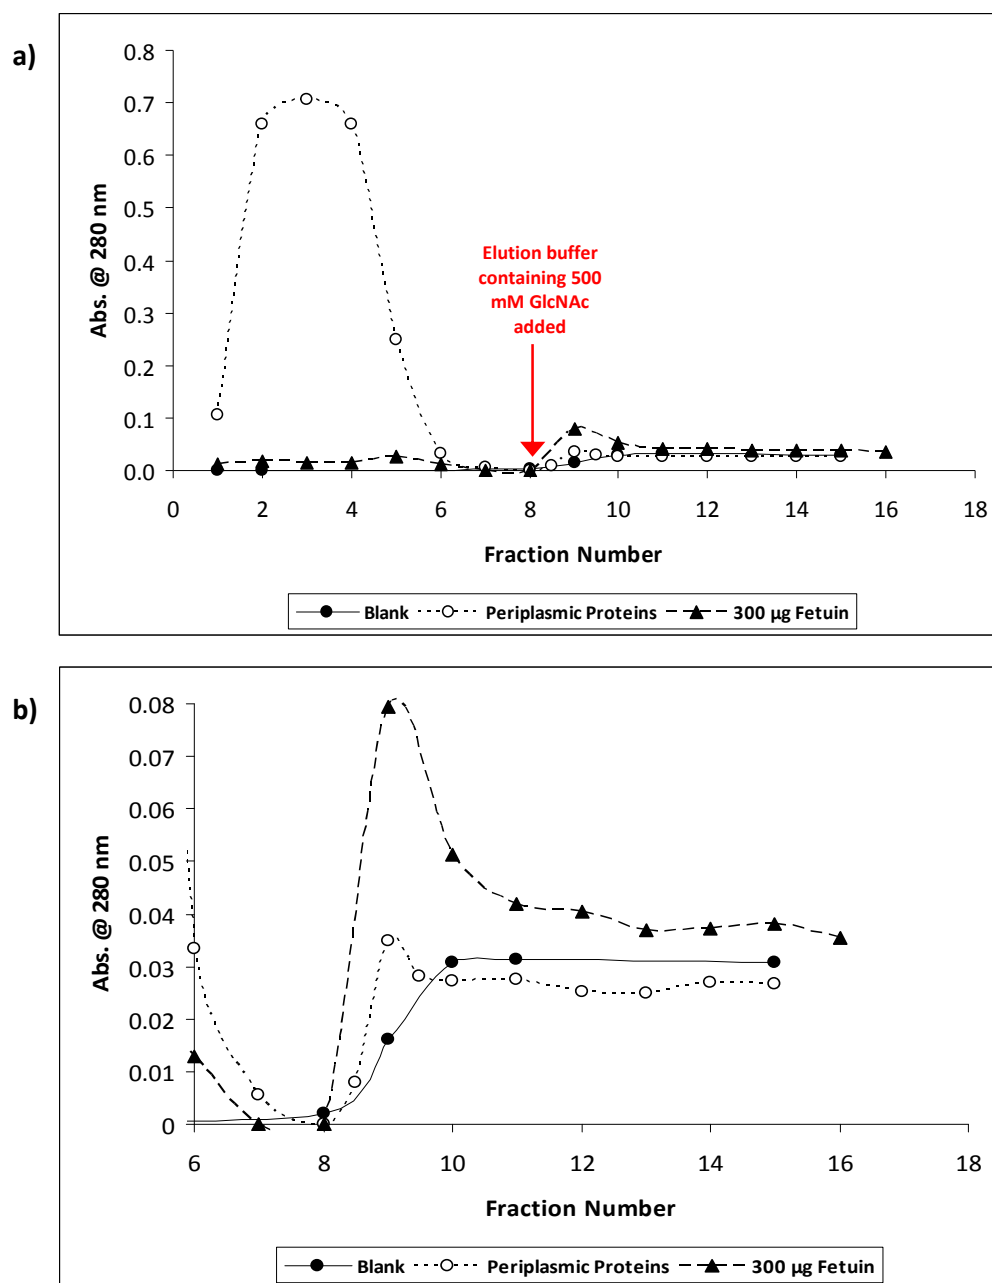 a)
0.8
0.7
0.6
0.5
0.4
0.3
0.2
0.1
0.0
Abs. @ 280 nm
Elution buffer
containing 500
mM GlcNAc
added
0 2 4 6 8 10 12 14 16 18
Fraction Number
Blank Periplasmic Proteins 300 µg Fetuin
b)
0.08
0.07
0.06
0.05
0.04
0.03
0.02
0.01
0
Abs. @ 280 nm
6 8 10 12 14 16 18
Fraction Number
Blank Periplasmic Proteins 300 µg Fetuin